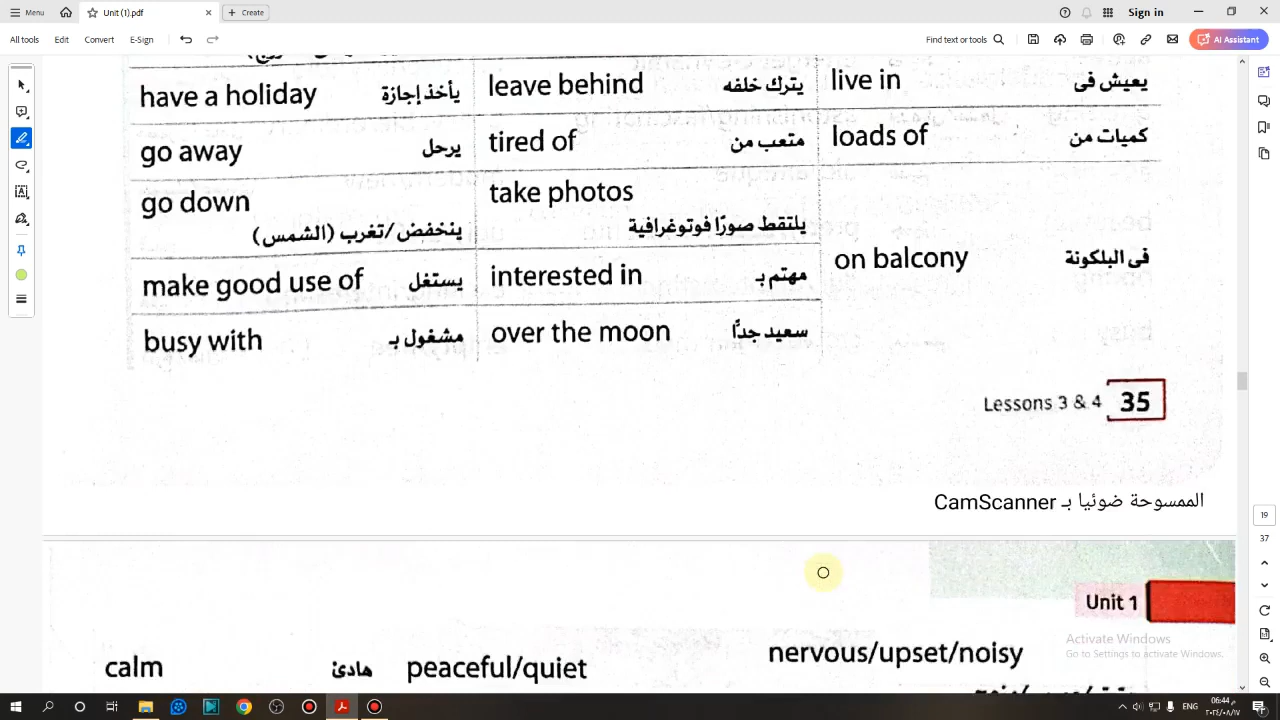 Menu
Unit (1).pdf
Create
Sign in
All tools
Edit
Convert
E-Sign
Find text or tools
AI Assistant
have a holiday يأخذ إجازة
leave behind يترك خلفه
live in يعيش فى
go away يرحل
tired of متعب من
loads of كميات من
go down
ينخفض/تغرب (الشمس)
take photos
يلتقط صورًا فوتوغرافية
on balcony فى البلكونة
make good use of يستغل
interested in مهتم بـ
busy with مشغول بـ
over the moon سعيد جدًّا
Lessons 3 & 4 35
الممسوحة ضوئيا بـ CamScanner
19
37
Unit 1
Activate Windows
Go to Settings to activate Windows.
calm هادئ
peaceful/quiet
nervous/upset/noisy
ENG
06:44 م